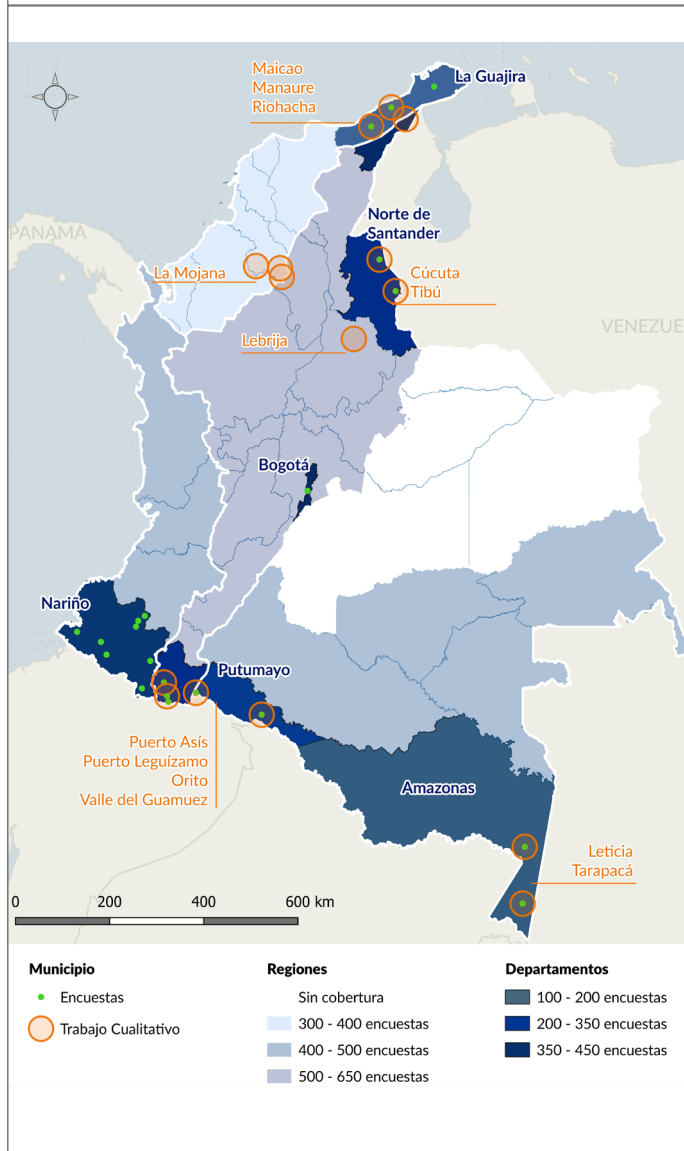 Maicao
Manaure
Riohacha
La Guajira
PANAMÁ
Norte de
Santander
La Mojana
Cúcuta
Tibú
Lebrija
VENEZUE
Bogotá
Nariño
Putumayo
Puerto Asís
Puerto Leguízamo
Orito
Valle del Guamuez
Amazonas
Leticia
Tarapacá
0 200 400 600 km
Municipio
Encuestas
Trabajo Cualitativo
Regiones
Sin cobertura
300 - 400 encuestas
400 - 500 encuestas
500 - 650 encuestas
Departamentos
100 - 200 encuestas
200 - 350 encuestas
350 - 450 encuestas